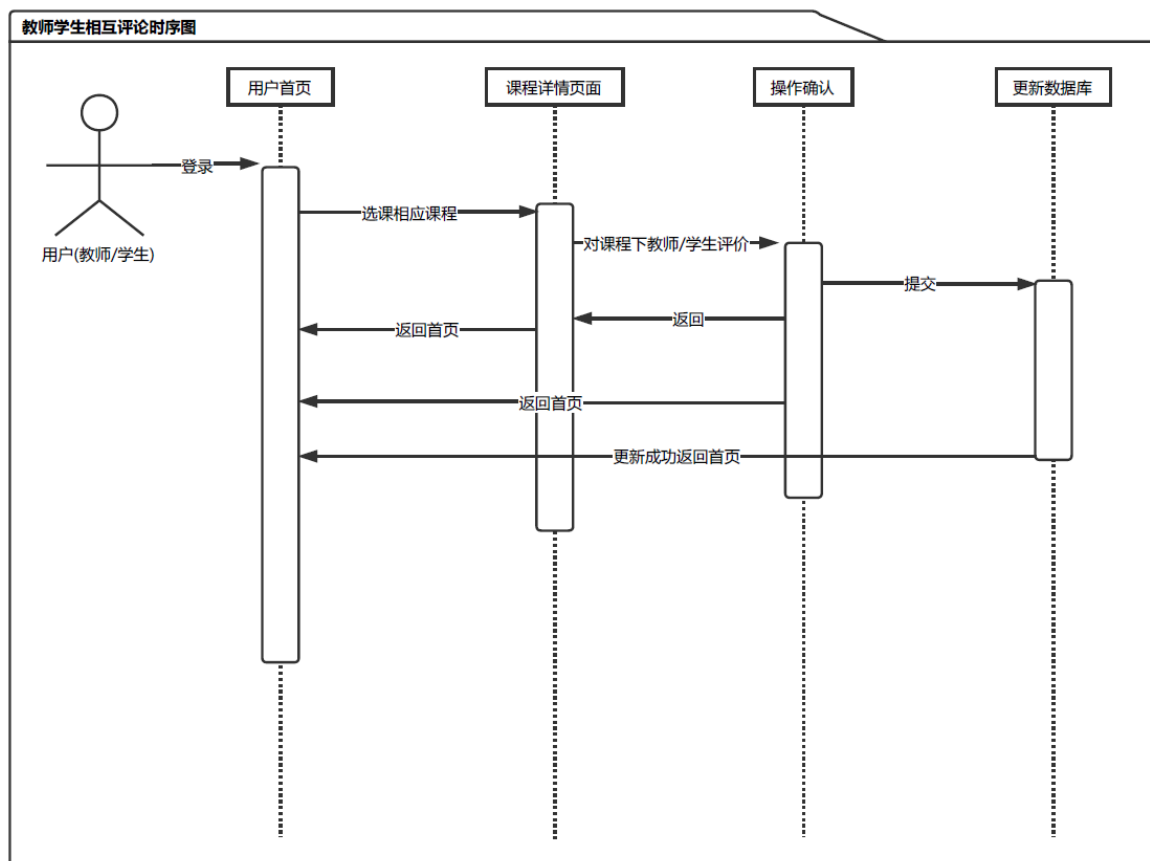 教师学生相互评论时序图
用户首页
课程详情页面
操作确认
更新数据库
登录
选课相应课程
对课程下教师/学生评价
用户(教师/学生)
提交
返回
返回首页
返回首页
更新成功返回首页